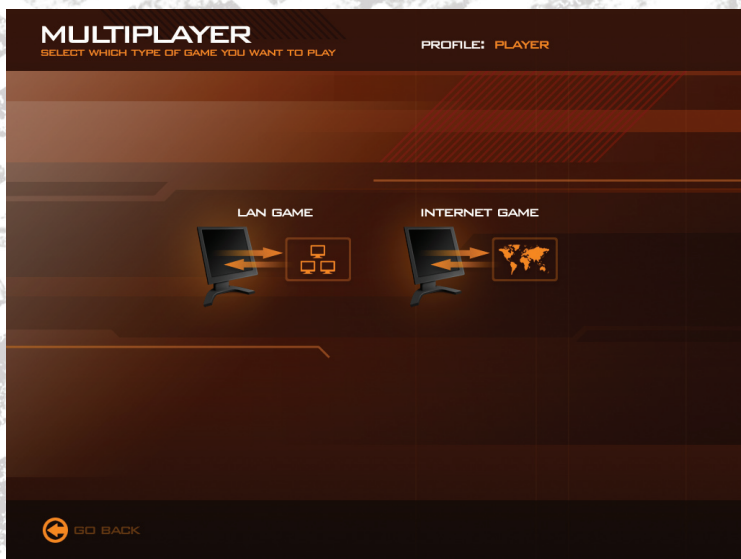 MULTIPLAYER
SELECT WHICH TYPE OF GAME YOU WANT TO PLAY
PROFILE: PLAYER
LAN GAME
INTERNET GAME
GO BACK